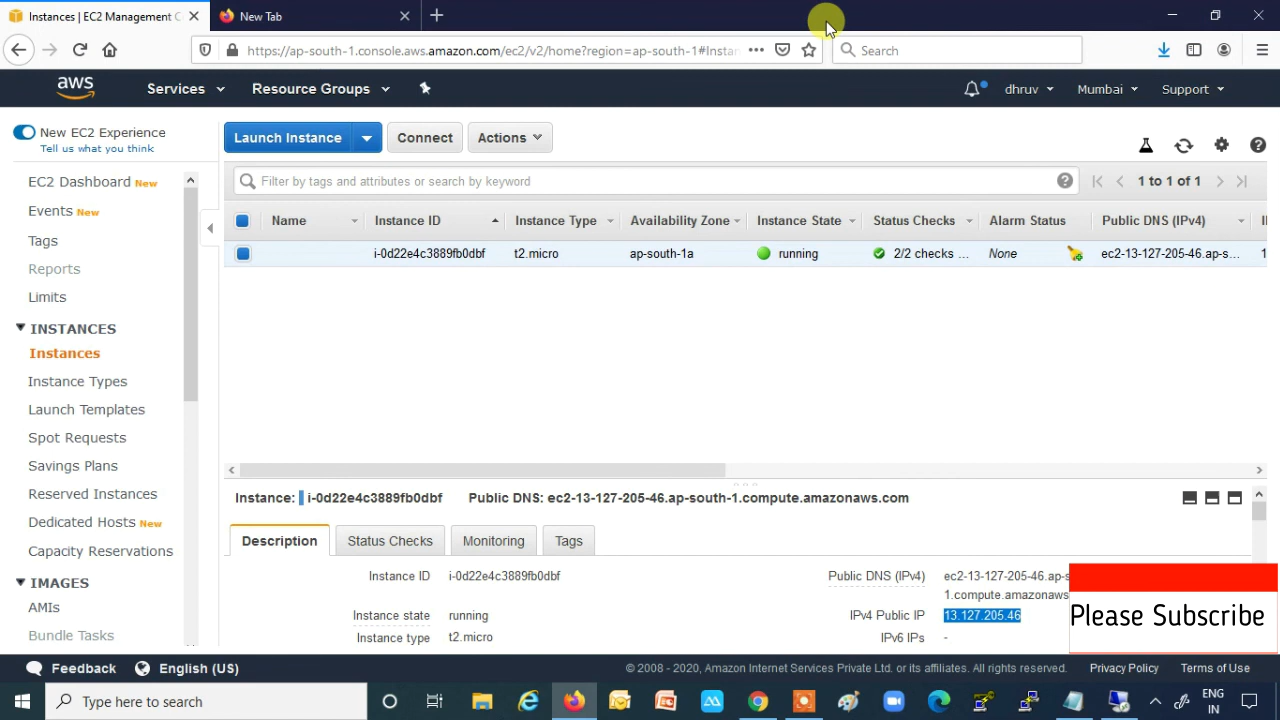 Instances | EC2 Management C
New Tab
https://ap-south-1.console.aws.amazon.com/ec2/v2/home?region=ap-south-1#Instan
Search
aws
Services
Resource Groups
dhruv
Mumbai
Support
New EC2 Experience
Tell us what you think
EC2 Dashboard New
Events New
Tags
Reports
Limits
INSTANCES
Instances
Instance Types
Launch Templates
Spot Requests
Savings Plans
Reserved Instances
Dedicated Hosts New
Capacity Reservations
IMAGES
AMIs
Bundle Tasks
Launch Instance
Connect
Actions
Filter by tags and attributes or search by keyword
1 to 1 of 1
Name Instance ID Instance Type Availability Zone Instance State Status Checks Alarm Status Public DNS (IPv4)
i-0d22e4c3889fb0dbf t2.micro ap-south-1a running 2/2 checks ... None ec2-13-127-205-46.ap-s...
Instance: i-0d22e4c3889fb0dbf Public DNS: ec2-13-127-205-46.ap-south-1.compute.amazonaws.com
Description
Status Checks
Monitoring
Tags
Instance ID i-0d22e4c3889fb0dbf
Public DNS (IPv4) ec2-13-127-205-46.ap-s
1.compute.amazonaws
Instance state running
IPv4 Public IP 13.127.205.46
Instance type t2.micro
IPv6 IPs -
Please Subscribe
Feedback
English (US)
© 2008 - 2020, Amazon Internet Services Private Ltd. or its affiliates. All rights reserved.
Privacy Policy
Terms of Use
Type here to search
ENG
IN